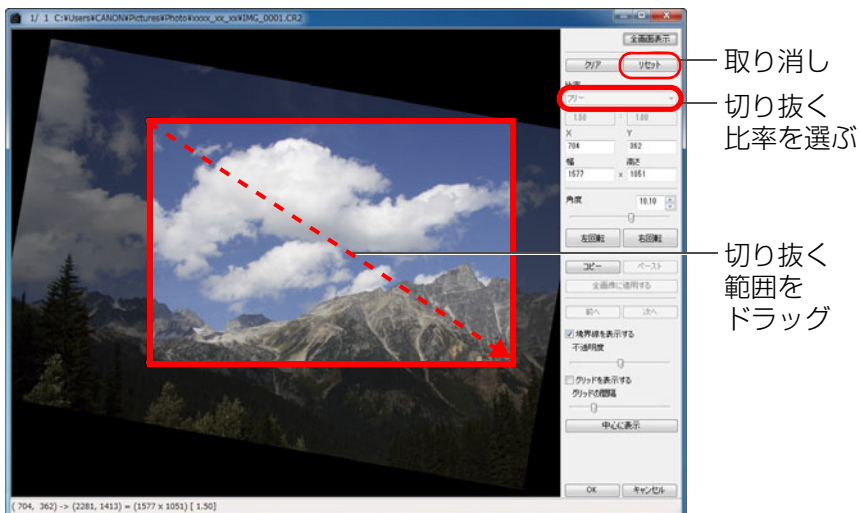 1/ 1 C:¥Users¥CANON¥Pictures¥Photo¥xxxx_xx_xx¥IMG_0001.CR2
全画面表示
クリア リセット
取り消し
比率
フリー
切り抜く
比率を選ぶ
1.50 : 1.00
X Y
704 362
幅 高さ
1577 x 1051
角度 10.10
左回転 右回転
切り抜く
範囲を
ドラッグ
コピー ペースト
全画像に適用する
前へ 次へ
境界線を表示する
不透明度
グリッドを表示する
グリッドの間隔
中心に表示
OK キャンセル
( 704, 362) -> (2281, 1413) = (1577 x 1051) [ 1.50]